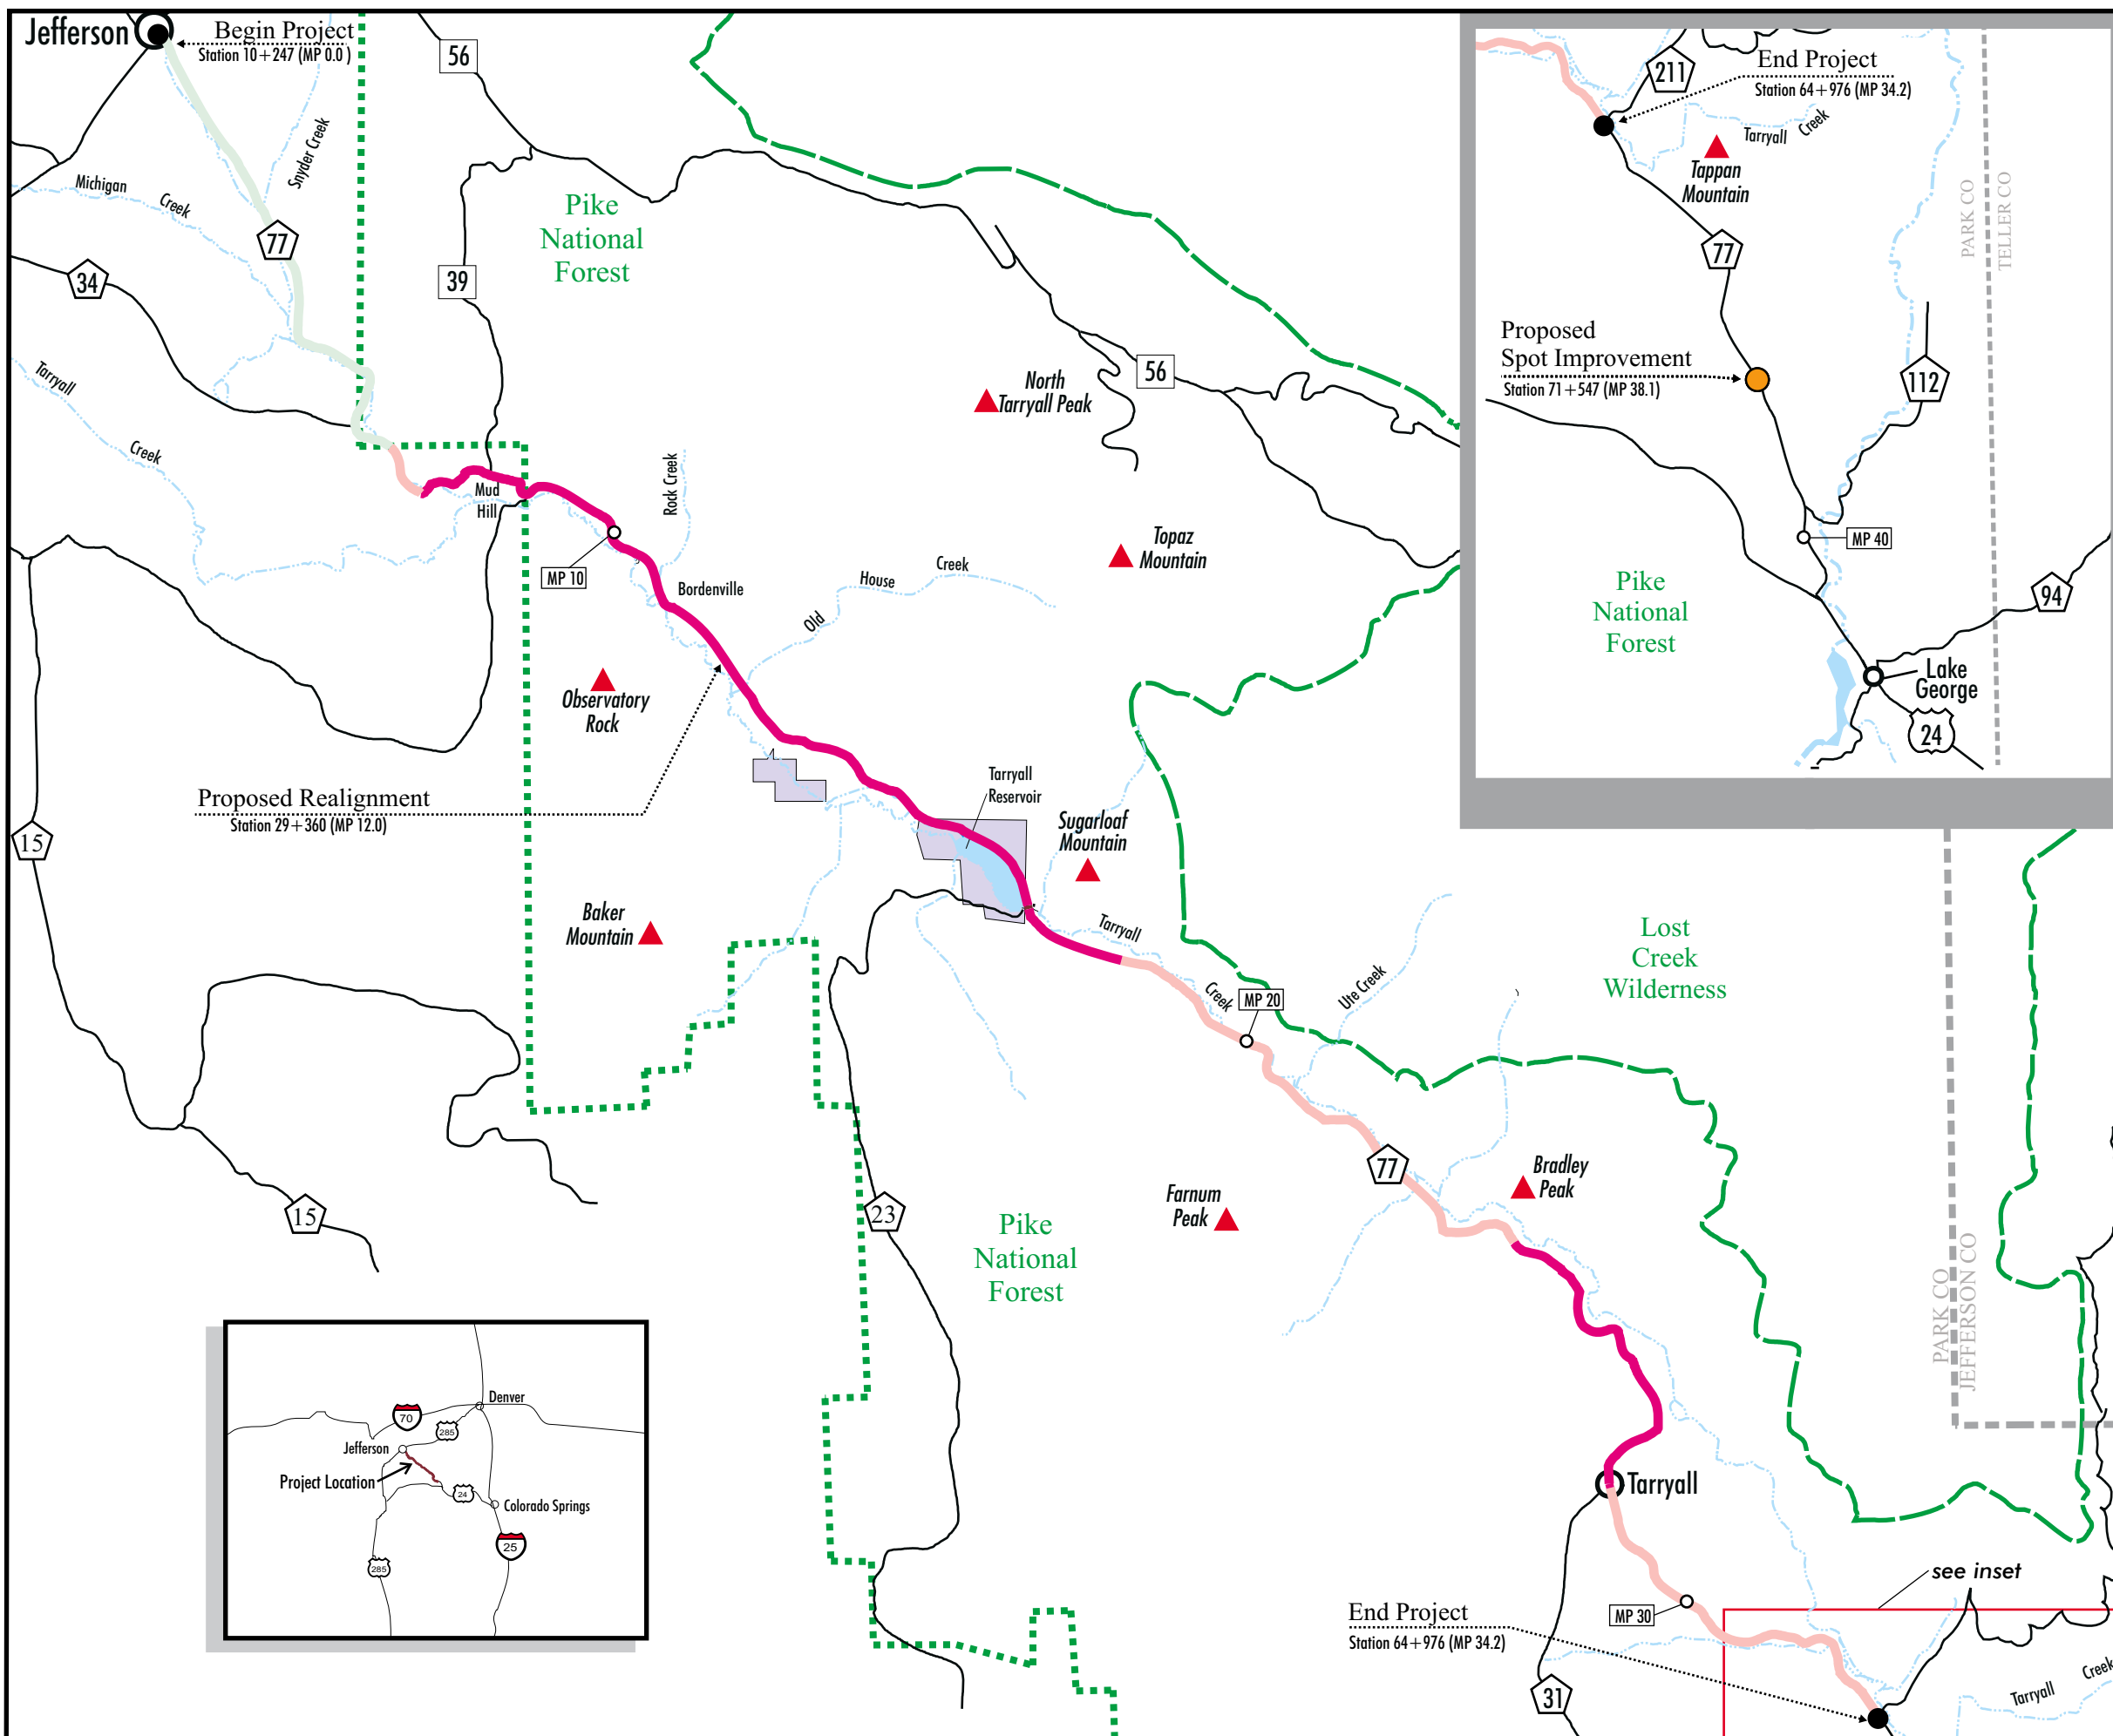 Jefferson
Begin Project
Station 10+247 (MP 0.0 )
56
Snyder Creek
Michigan
Creek
77
34
39
Pike
National
Forest
Tarryall
Creek
56
North
Tarryall Peak
Mud
Hill
Rock Creek
MP 10
Bordenville
Topaz
Mountain
Old
House
Creek
Observatory
Rock
Proposed Realignment
Station 29+360 (MP 12.0)
Tarryall
Reservoir
Sugarloaf
Mountain
15
Baker
Mountain
Tarryall
Creek
MP 20
Ute Creek
Lost
Creek
Wilderness
77
Bradley
Peak
Farnum
Peak
15
23
Pike
National
Forest
PARK CO
JEFFERSON CO
Tarryall
see inset
MP 30
End Project
Station 64+976 (MP 34.2)
31
Tarryall
Creek
211
End Project
Station 64+976 (MP 34.2)
Tarryall
Creek
Tappan
Mountain
PARK CO
TELLER CO
77
Proposed
Spot Improvement
Station 71+547 (MP 38.1)
112
MP 40
Pike
National
Forest
94
Lake
George
24
Denver
70
285
Jefferson
Project Location
24
Colorado Springs
25
285